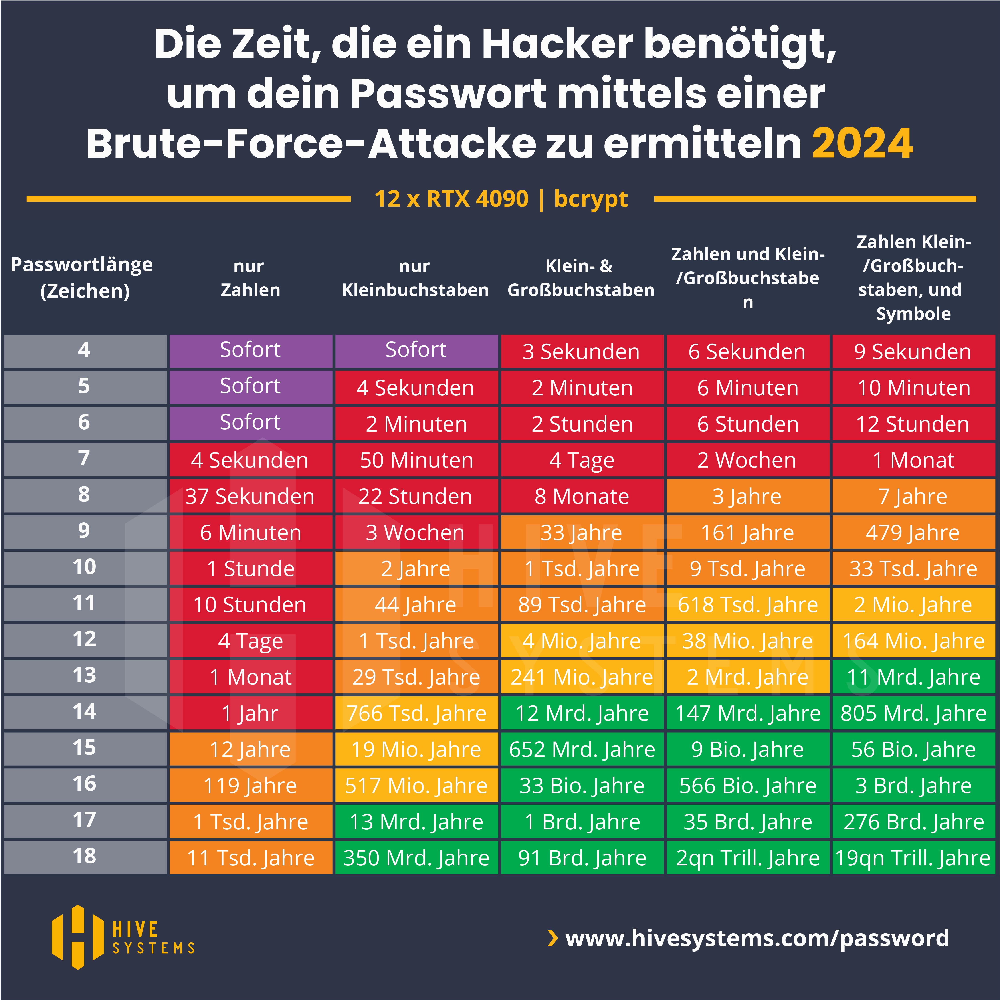 Die Zeit, die ein Hacker benötigt,
um dein Passwort mittels einer
Brute-Force-Attacke zu ermitteln 2024
12 x RTX 4090 | bcrypt
Passwortlänge
(Zeichen)
nur
Zahlen
nur
Kleinbuchstaben
Klein- &
Großbuchstaben
Zahlen und Klein-
/Großbuchstabe
n
Zahlen Klein-
/Großbuch-
staben, und
Symbole
4 Sofort Sofort 3 Sekunden 6 Sekunden 9 Sekunden
5 Sofort 4 Sekunden 2 Minuten 6 Minuten 10 Minuten
6 Sofort 2 Minuten 2 Stunden 6 Stunden 12 Stunden
7 4 Sekunden 50 Minuten 4 Tage 2 Wochen 1 Monat
8 37 Sekunden 22 Stunden 8 Monate 3 Jahre 7 Jahre
9 6 Minuten 3 Wochen 33 Jahre 161 Jahre 479 Jahre
10 1 Stunde 2 Jahre 1 Tsd. Jahre 9 Tsd. Jahre 33 Tsd. Jahre
11 10 Stunden 44 Jahre 89 Tsd. Jahre 618 Tsd. Jahre 2 Mio. Jahre
12 4 Tage 1 Tsd. Jahre 4 Mio. Jahre 38 Mio. Jahre 164 Mio. Jahre
13 1 Monat 29 Tsd. Jahre 241 Mio. Jahre 2 Mrd. Jahre 11 Mrd. Jahre
14 1 Jahr 766 Tsd. Jahre 12 Mrd. Jahre 147 Mrd. Jahre 805 Mrd. Jahre
15 12 Jahre 19 Mio. Jahre 652 Mrd. Jahre 9 Bio. Jahre 56 Bio. Jahre
16 119 Jahre 517 Mio. Jahre 33 Bio. Jahre 566 Bio. Jahre 3 Brd. Jahre
17 1 Tsd. Jahre 13 Mrd. Jahre 1 Brd. Jahre 35 Brd. Jahre 276 Brd. Jahre
18 11 Tsd. Jahre 350 Mrd. Jahre 91 Brd. Jahre 2qn Trill. Jahre 19qn Trill. Jahre
HIVE
SYSTEMS
HIVE
SYSTEMS
www.hivesystems.com/password